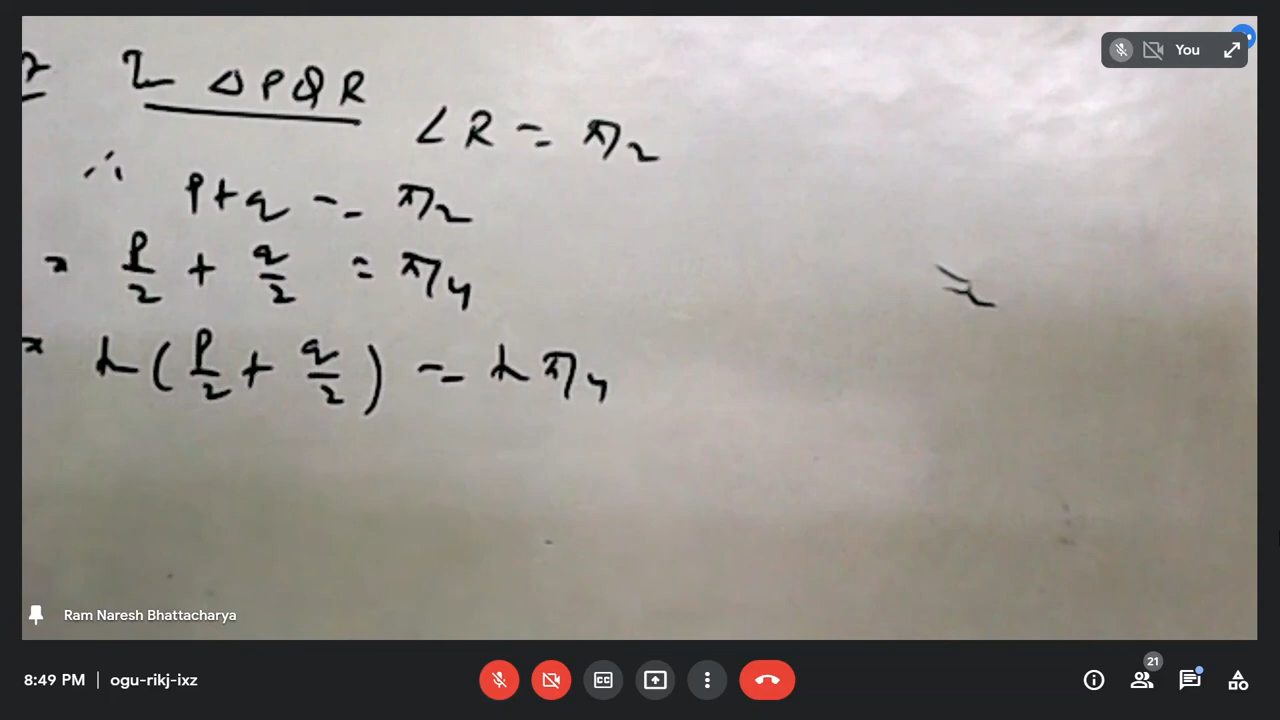 You
In △PQR
∠R = π/2
∴ P+q = π/2
⇒ P/2 + q/2 = π/4
⇒ tan(P/2 + q/2) = tan π/4
Ram Naresh Bhattacharya
8:49 PM | ogu-rikj-ixz
21